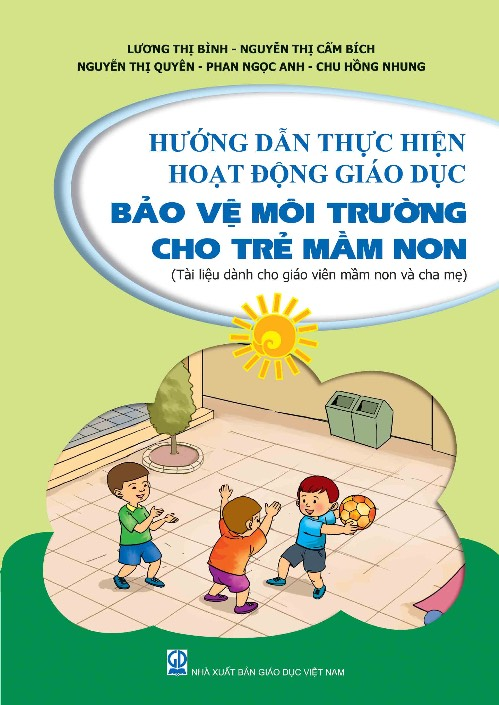 LƯƠNG THỊ BÌNH - NGUYỄN THỊ CẨM BÍCH
NGUYỄN THỊ QUYÊN - PHAN NGỌC ANH - CHU HỒNG NHUNG
HƯỚNG DẪN THỰC HIỆN
HOẠT ĐỘNG GIÁO DỤC
BẢO VỆ MÔI TRƯỜNG
CHO TRẺ MẦM NON
(Tài liệu dành cho giáo viên mầm non và cha mẹ)
NHÀ XUẤT BẢN GIÁO DỤC VIỆT NAM